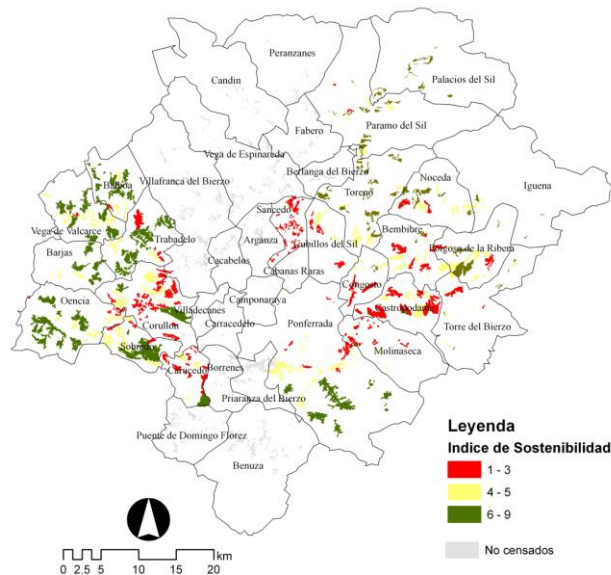 Peranzanes
Candin
Palacios del Sil
Fabero
Paramo del Sil
Vega de Espinareda
Berlanga del Bierzo
Balboa
Villafranca del Bierzo
Toreno
Noceda
Iguena
Sancedo
Vega de Valcarce
Trabadelo
Arganza
Cubillos del Sil
Bembibre
Folgoso de la Ribera
Barjas
Cacabelos
Cabanas Raras
Congosto
Oencia
Villadecanes
Camponaraya
Castropodame
Corullon
Carracedelo
Ponferrada
Torre del Bierzo
Sobrado
Molinaseca
Carucedo
Borrenes
Priaranza del Bierzo
Puente de Domingo Florez
Benuza
Leyenda
Indice de Sostenibilidad
1 - 3
4 - 5
6 - 9
No censados
km
0 2.5 5 10 15 20